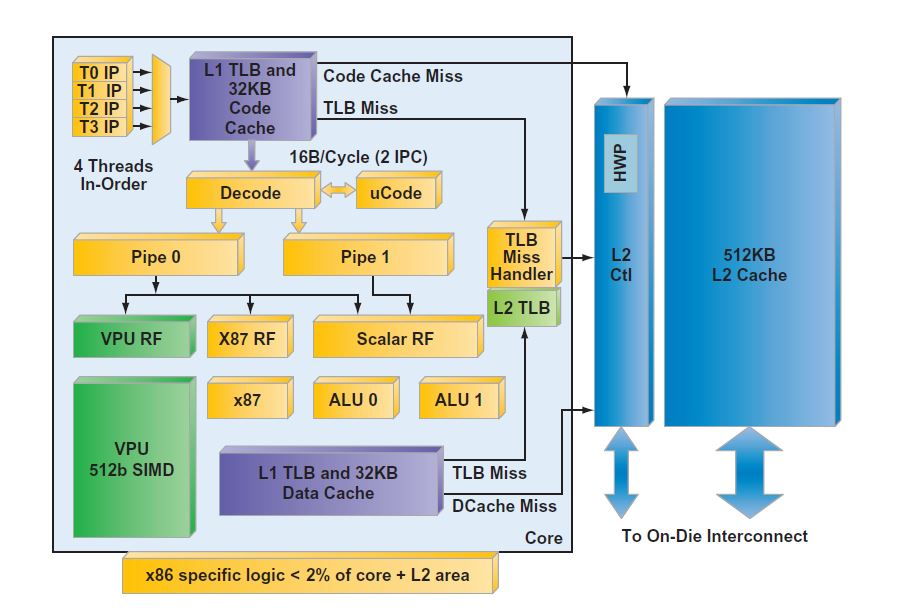 T0 IP
T1 IP
T2 IP
T3 IP
4 Threads
In-Order
L1 TLB and
32KB
Code
Cache
Code Cache Miss
TLB Miss
16B/Cycle (2 IPC)
Decode
uCode
Pipe 0
Pipe 1
TLB
Miss
Handler
L2 TLB
HWP
L2
Ctl
512KB
L2 Cache
VPU RF
X87 RF
Scalar RF
VPU
512b SIMD
x87
ALU 0
ALU 1
L1 TLB and 32KB
Data Cache
TLB Miss
DCache Miss
Core
To On-Die Interconnect
x86 specific logic < 2% of core + L2 area